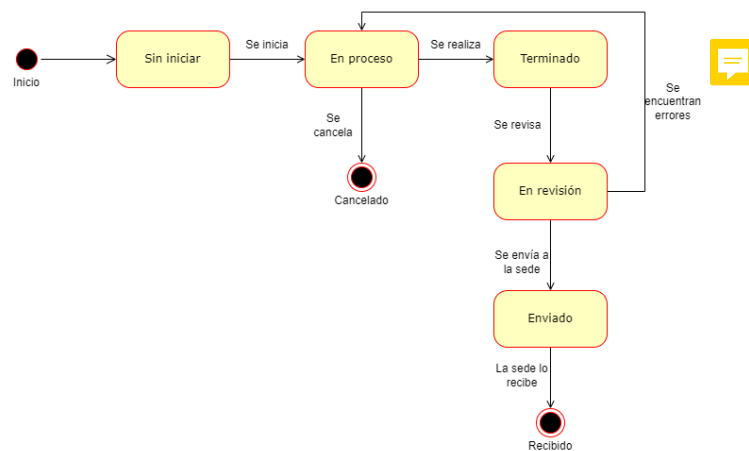 Sin iniciar
Se inicia
En proceso
Se realiza
Terminado
Inicio
Se
cancela
Se revisa
Se
encuentran
errores
Cancelado
En revisión
Se envía a
la sede
Enviado
La sede lo
recibe
Recibido